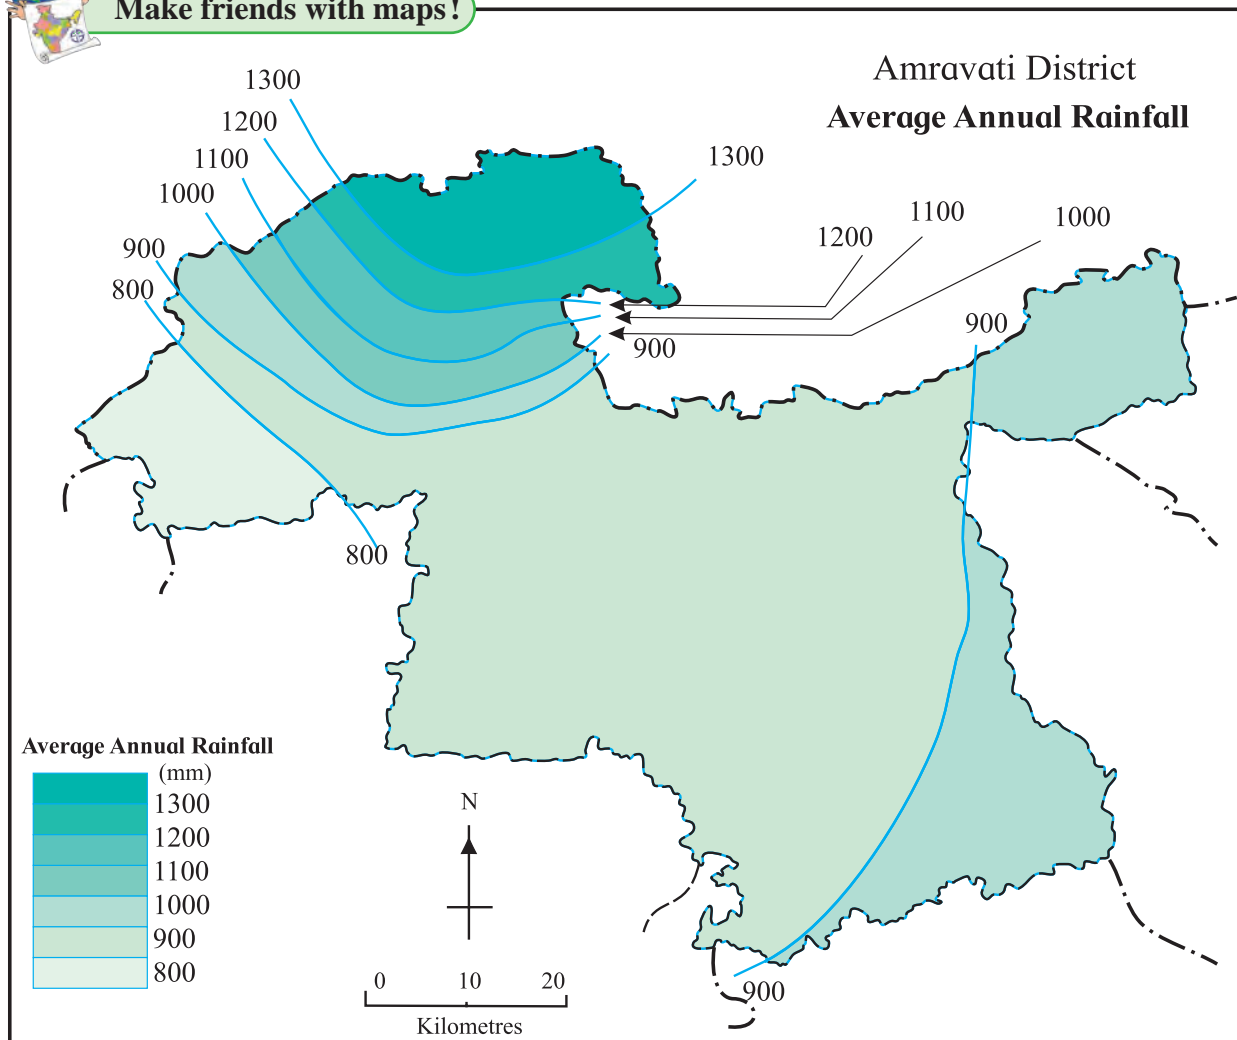 Make friends with maps!
Amravati District
Average Annual Rainfall
1300
1200
1100
1000
900
800
1300
1200
1100
1000
900
900
800
Average Annual Rainfall
(mm)
1300
1200
1100
1000
900
800
N
0 10 20
Kilometres
900